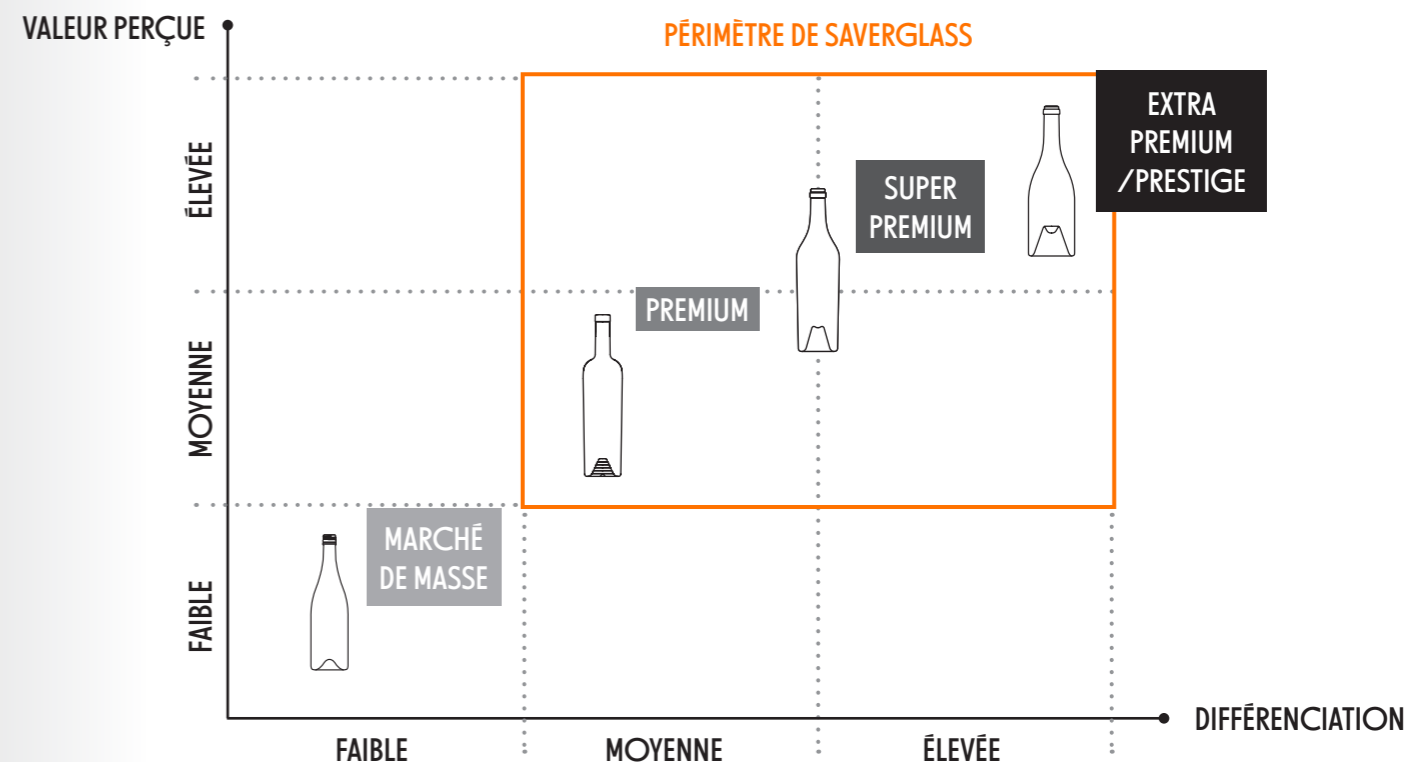 VALEUR PERÇUE
PÉRIMÈTRE DE SAVERGLASS
EXTRA
PREMIUM
/PRESTIGE
ÉLEVÉE
SUPER
PREMIUM
PREMIUM
MOYENNE
MARCHÉ
DE MASSE
FAIBLE
DIFFÉRENCIATION
FAIBLE
MOYENNE
ÉLEVÉE